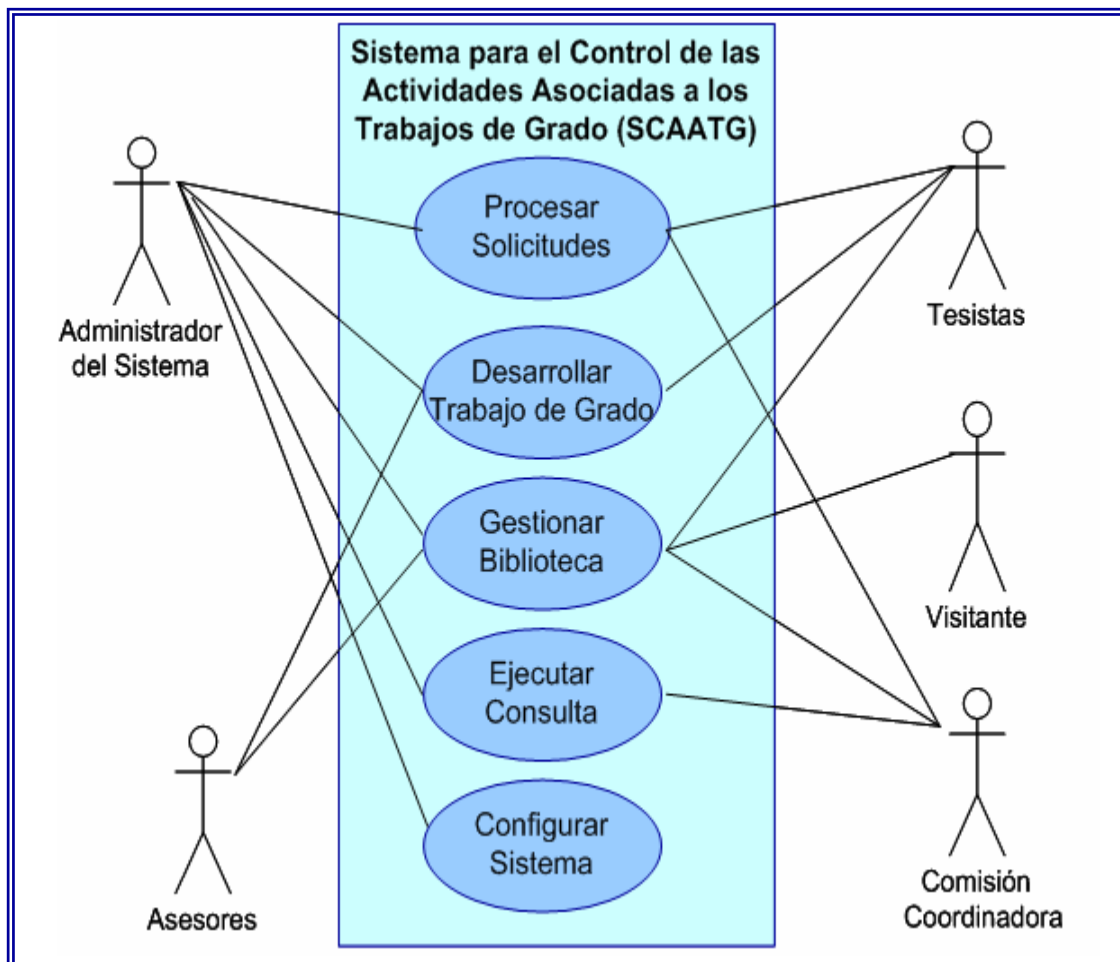 Sistema para el Control de las
Actividades Asociadas a los
Trabajos de Grado (SCAATG)
Procesar
Solicitudes
Desarrollar
Trabajo de Grado
Gestionar
Biblioteca
Ejecutar
Consulta
Configurar
Sistema
Administrador
del Sistema
Asesores
Tesistas
Visitante
Comisión
Coordinadora